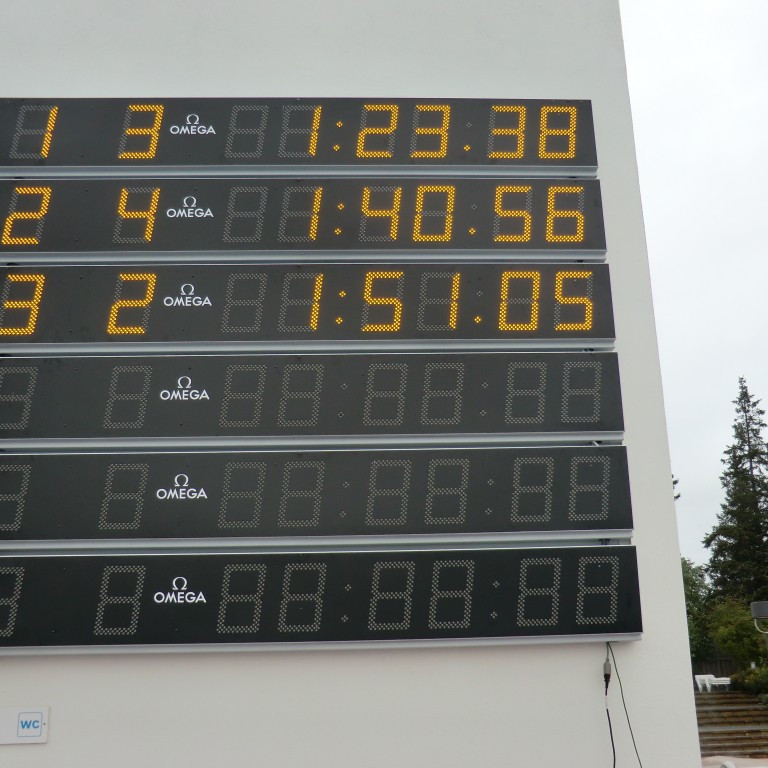 1 3 Ω OMEGA 1:23.38
2 4 Ω OMEGA 1:40.56
3 2 Ω OMEGA 1:51.05
Ω OMEGA
Ω OMEGA
Ω OMEGA
WC